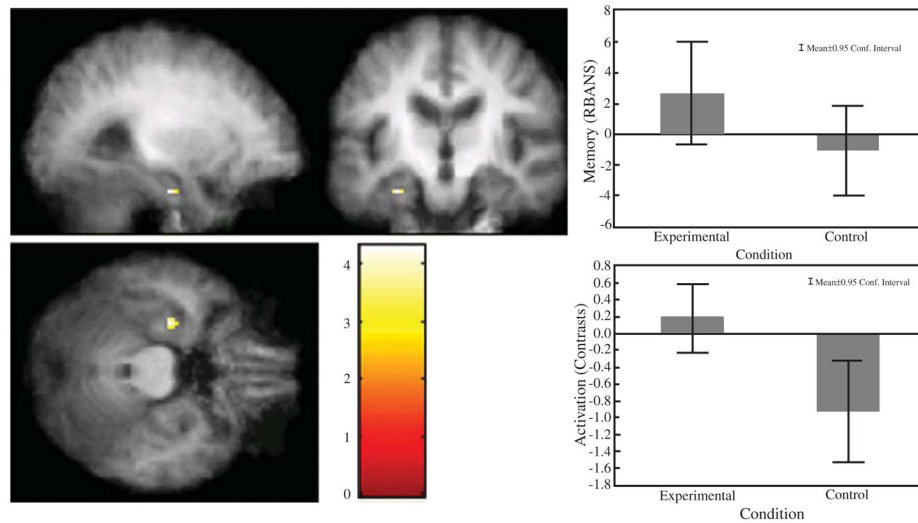 8
6
4
2
0
-2
-4
-6
Memory (RBANS)
Mean±0.95 Conf. Interval
Experimental
Control
Condition
4
3
2
1
0
0.8
0.6
0.4
0.2
0.0
-0.2
-0.4
-0.6
-0.8
-1.0
-1.2
-1.4
-1.6
-1.8
Activation (Contrasts)
Mean±0.95 Conf. Interval
Experimental
Control
Condition